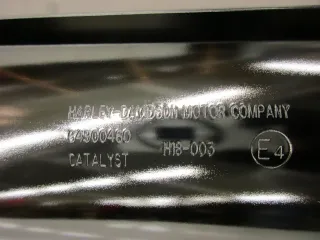 HARLEY-DAVIDSON MOTOR COMPANY
64900460
CATALYST H18-003 E4